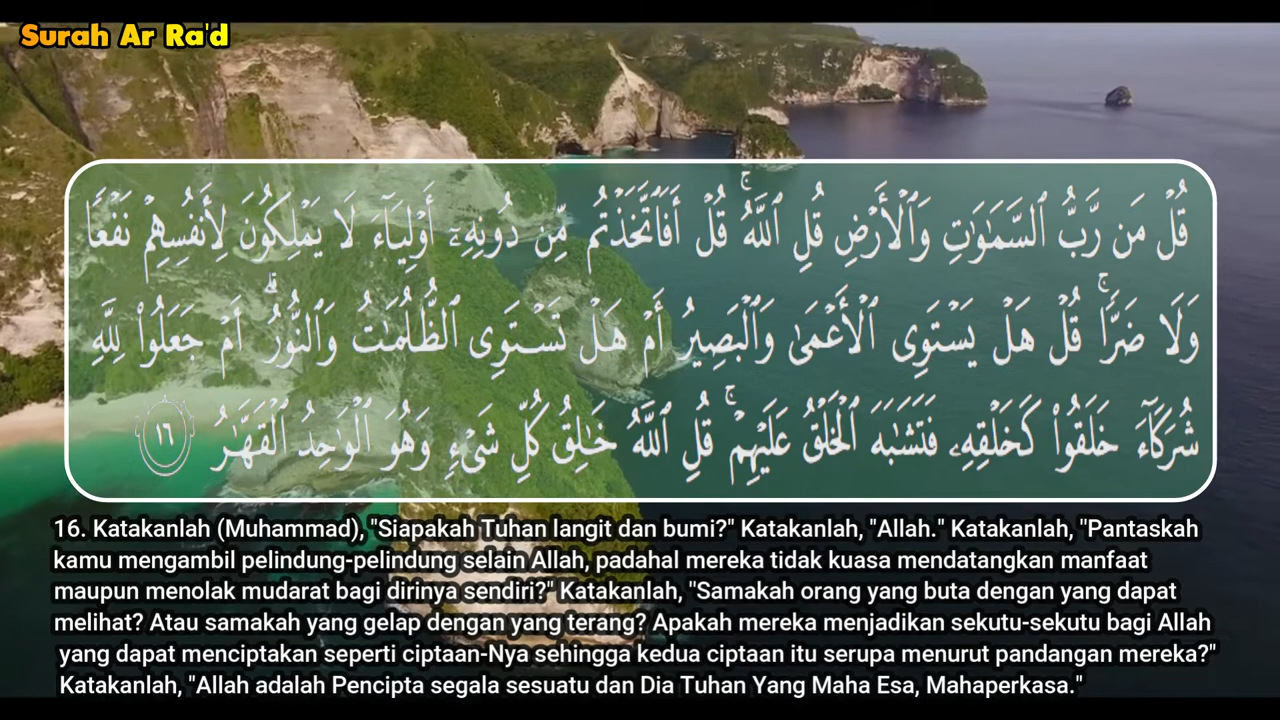 Surah Ar Ra'd
قُلْ مَن رَّبُّ ٱلسَّمَٰوَٰتِ وَٱلْأَرْضِ قُلِ ٱللَّهُ ۚ قُلْ أَفَٱتَّخَذْتُم مِّن دُونِهِۦٓ أَوْلِيَآءَ لَا يَمْلِكُونَ لِأَنفُسِهِمْ نَفْعًا
وَلَا ضَرًّا ۚ قُلْ هَلْ يَسْتَوِى ٱلْأَعْمَىٰ وَٱلْبَصِيرُ أَمْ هَلْ تَسْتَوِى ٱلظُّلُمَٰتُ وَٱلنُّورُ ۗ أَمْ جَعَلُوا۟ لِلَّهِ
شُرَكَآءَ خَلَقُوا۟ كَخَلْقِهِۦ فَتَشَٰبَهَ ٱلْخَلْقُ عَلَيْهِمْ ۚ قُلِ ٱللَّهُ خَٰلِقُ كُلِّ شَىْءٍ وَهُوَ ٱلْوَٰحِدُ ٱلْقَهَّٰرُ ١٦
16. Katakanlah (Muhammad), "Siapakah Tuhan langit dan bumi?" Katakanlah, "Allah." Katakanlah, "Pantaskah
kamu mengambil pelindung-pelindung selain Allah, padahal mereka tidak kuasa mendatangkan manfaat
maupun menolak mudarat bagi dirinya sendiri?" Katakanlah, "Samakah orang yang buta dengan yang dapat
melihat? Atau samakah yang gelap dengan yang terang? Apakah mereka menjadikan sekutu-sekutu bagi Allah
yang dapat menciptakan seperti ciptaan-Nya sehingga kedua ciptaan itu serupa menurut pandangan mereka?"
Katakanlah, "Allah adalah Pencipta segala sesuatu dan Dia Tuhan Yang Maha Esa, Mahaperkasa."